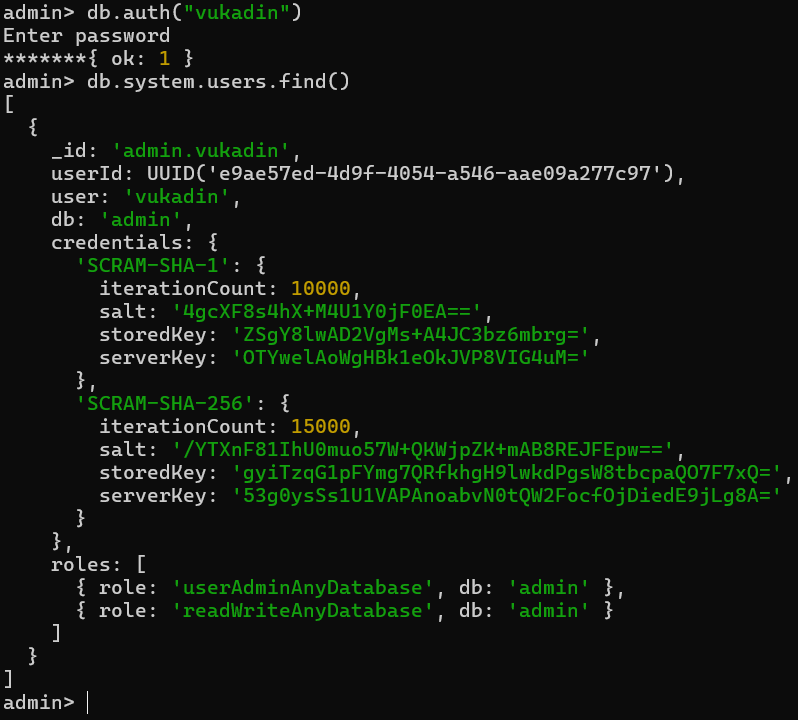 admin> db.auth("vukadin")
Enter password
*******{ ok: 1 }
admin> db.system.users.find()
[
  {
    _id: 'admin.vukadin',
    userId: UUID('e9ae57ed-4d9f-4054-a546-aae09a277c97'),
    user: 'vukadin',
    db: 'admin',
    credentials: {
      'SCRAM-SHA-1': {
        iterationCount: 10000,
        salt: '4gcXF8s4hX+M4U1Y0jF0EA==',
        storedKey: 'ZSgY8lwAD2VgMs+A4JC3bz6mbrg=',
        serverKey: 'OTYwelAoWgHBk1eOkJVP8VIG4uM='
      },
      'SCRAM-SHA-256': {
        iterationCount: 15000,
        salt: '/YTXnF81IhU0muo57W+QKWjpZK+mAB8REJFEpw==',
        storedKey: 'gyiTzqG1pFYmg7QRfkhgH9lwkdPgsW8tbcpaQO7F7xQ=',
        serverKey: '53g0ysSs1U1VAPAnoabvN0tQW2FocfOjDiedE9jLg8A='
      }
    },
    roles: [
      { role: 'userAdminAnyDatabase', db: 'admin' },
      { role: 'readWriteAnyDatabase', db: 'admin' }
    ]
  }
]
admin>